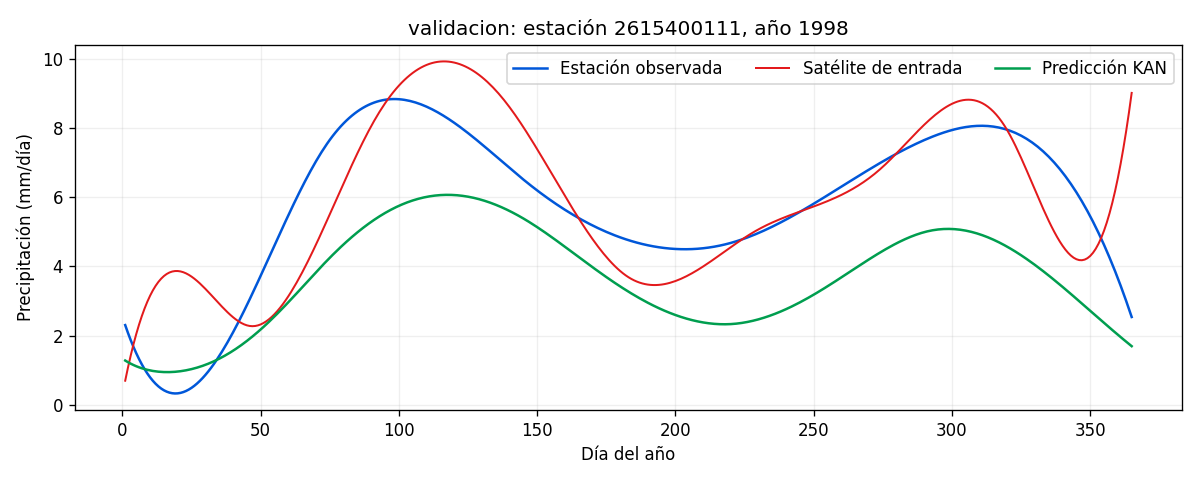 validacion: estación 2615400111, año 1998
Estación observada
Satélite de entrada
Predicción KAN
Precipitación (mm/día)
10
8
6
4
2
0
0 50 100 150 200 250 300 350
Día del año